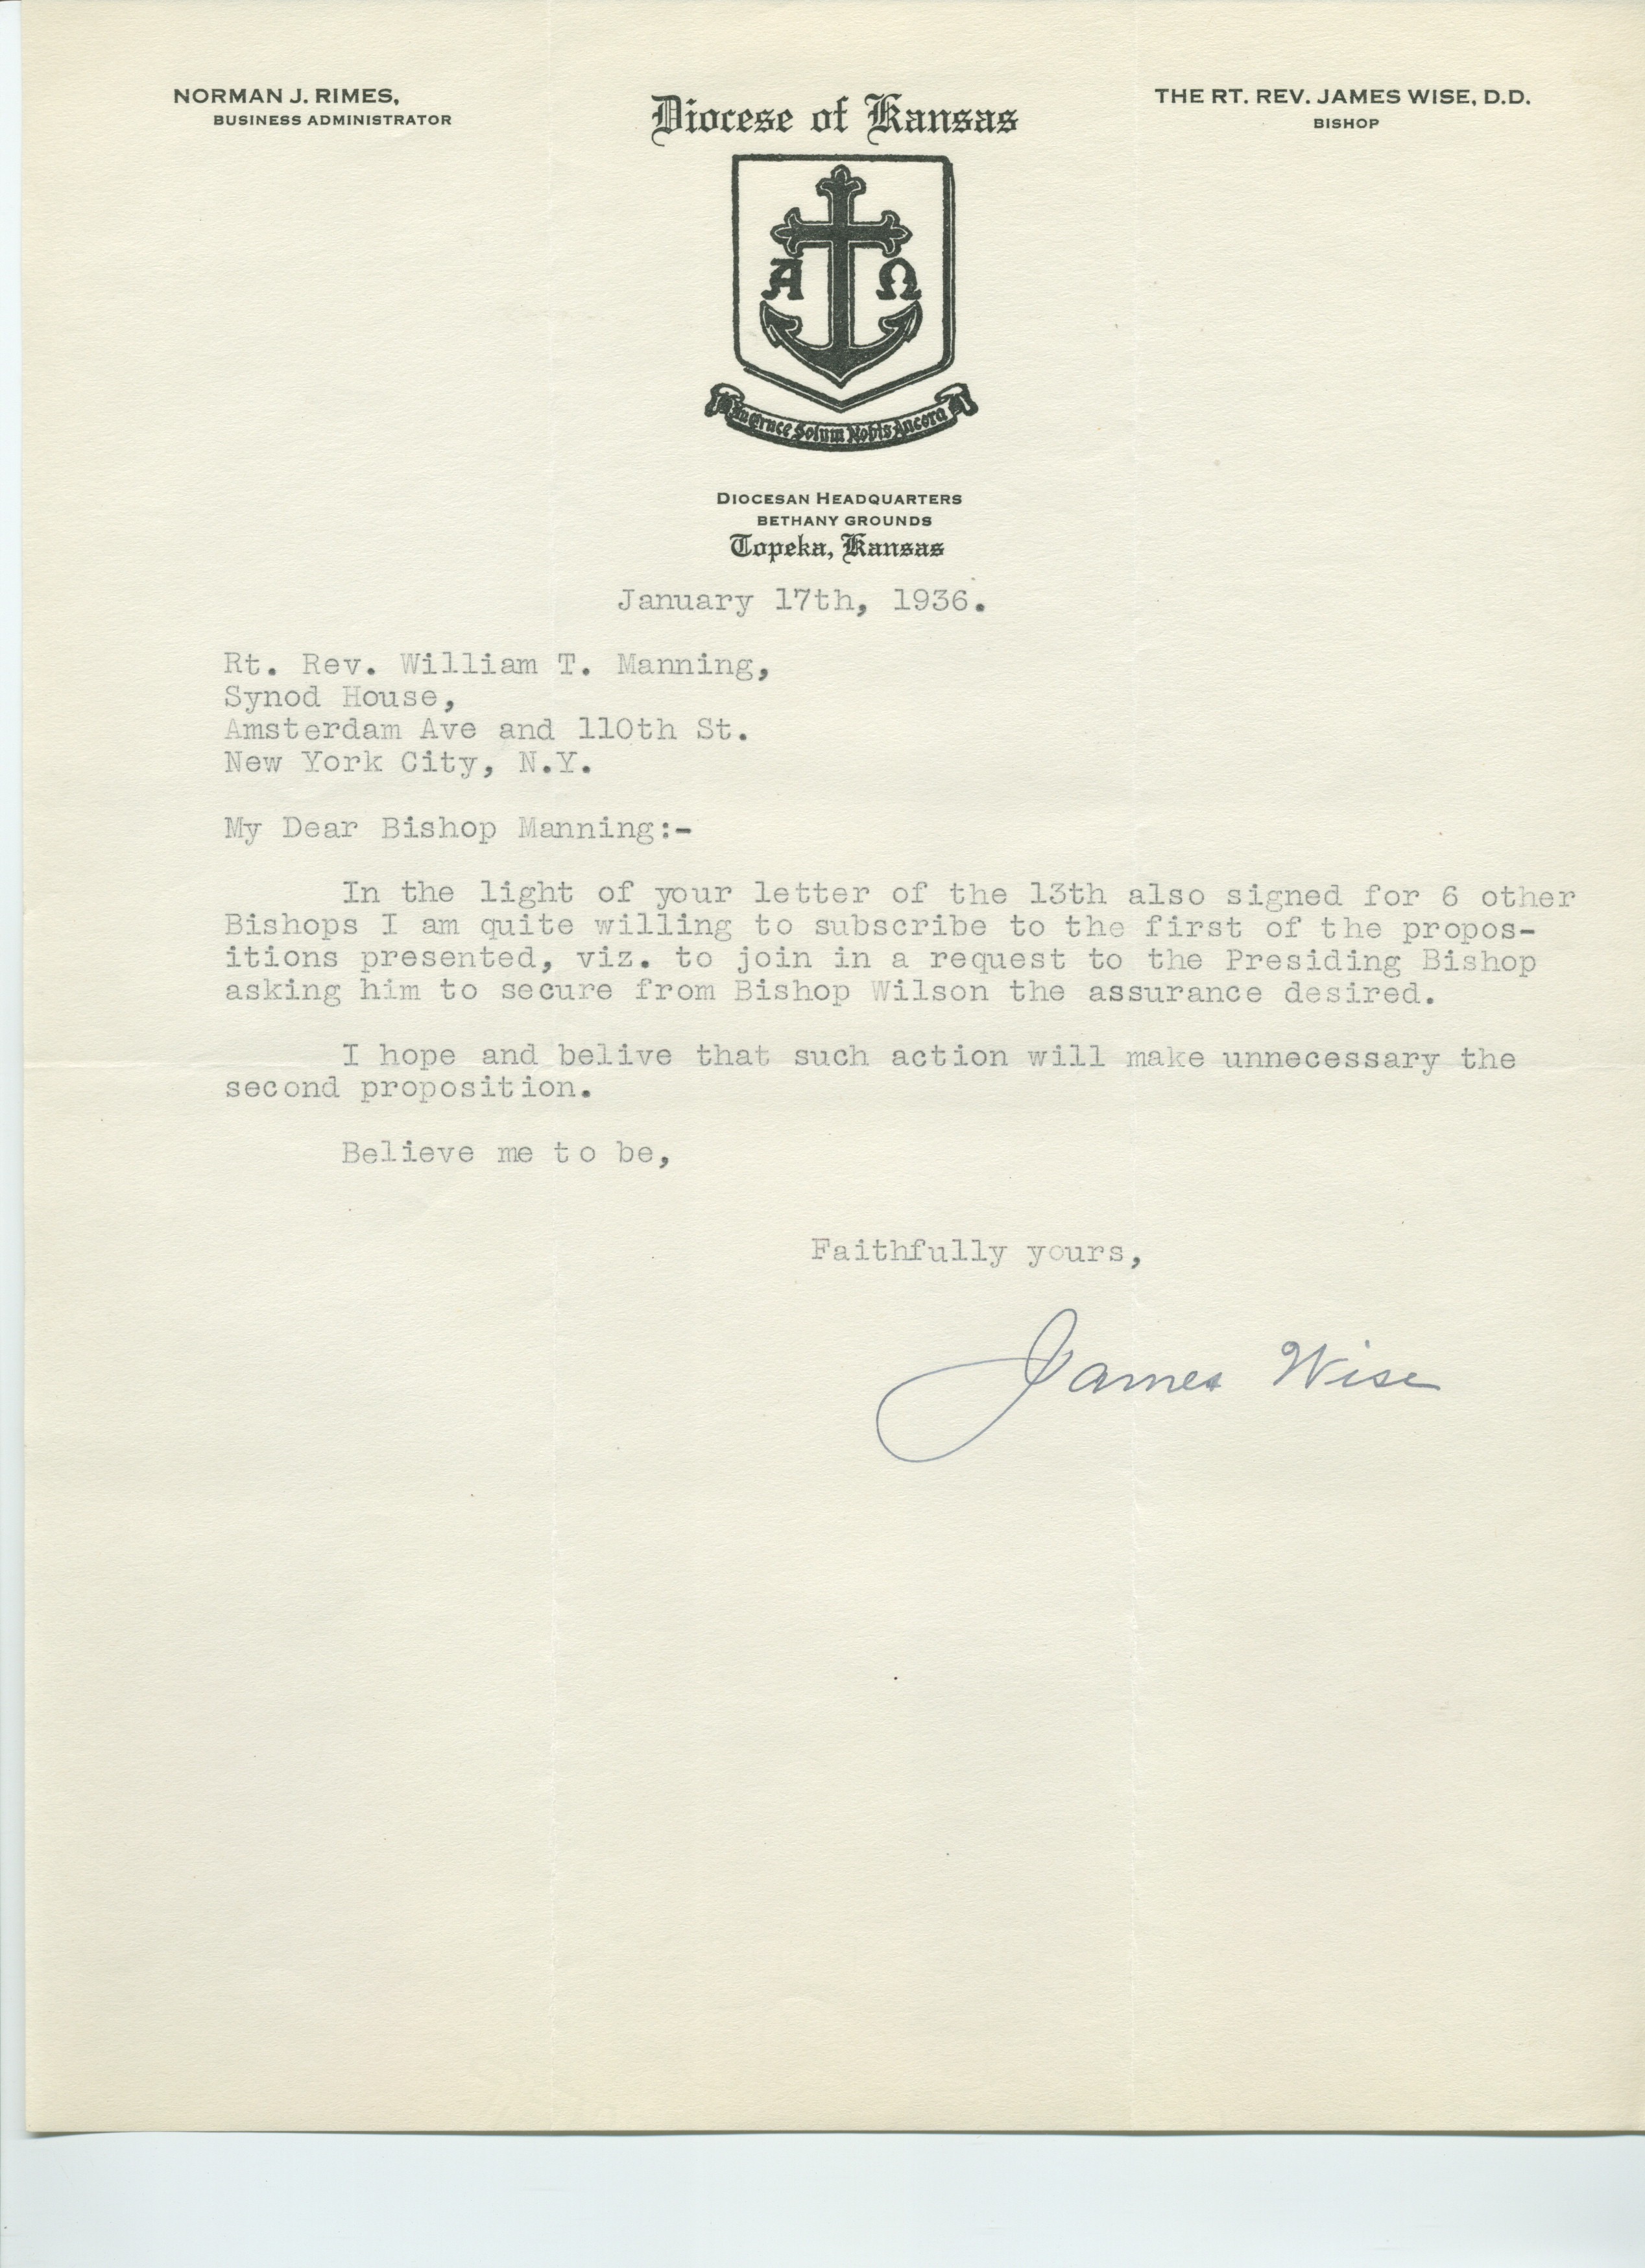 NORMAN J. RIMES,
BUSINESS ADMINISTRATOR
Diocese of Kansas
THE RT. REV. JAMES WISE, D.D.
BISHOP
A Ω
In Cruce Solum Nobis Ancora
DIOCESAN HEADQUARTERS
BETHANY GROUNDS
Topeka, Kansas
January 17th, 1936.
Rt. Rev. William T. Manning,
Synod House,
Amsterdam Ave and 110th St.
New York City, N.Y.
My Dear Bishop Manning:-
In the light of your letter of the 13th also signed for 6 other
Bishops I am quite willing to subscribe to the first of the propos-
itions presented, viz. to join in a request to the Presiding Bishop
asking him to secure from Bishop Wilson the assurance desired.
I hope and belive that such action will make unnecessary the
second proposition.
Believe me to be,
Faithfully yours,
James Wise